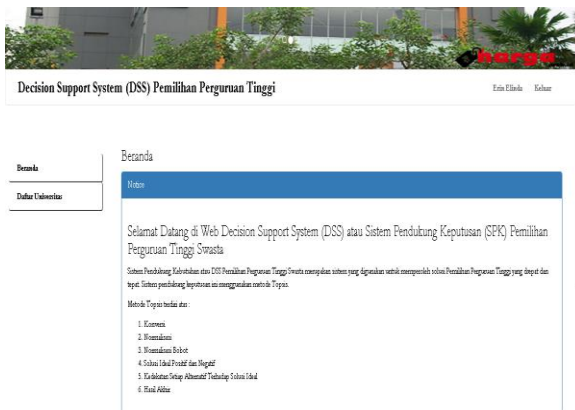 eharga
Decision Support System (DSS) Pemilihan Perguruan Tinggi
Keluar
Beranda
Beranda
Daftar Universitas
Notice
Selamat Datang di Web Decision Support System (DSS) atau Sistem Pendukung Keputusan (SPK) Pemilihan
Perguruan Tinggi Swasta
Sistem Pendukung Kebutuhan atau DSS Pemilihan Perguruan Tinggi Swasta merupakan sistem yang digunakan untuk memperoleh solusi Pemilihan Perguruan Tinggi yang dan
tepat. Sistem pendukung keputusan ini menggunakan metode Topsis.
Metode Topsis terdiri atas :
1. Konversi
2. Normalisasi
3. Normalisasi Bobot
4. Solusi Ideal Positif dan Negatif
5. Kedekatan Setiap Alternatif Terhadap Solusi Ideal
6. Hasil Akhir